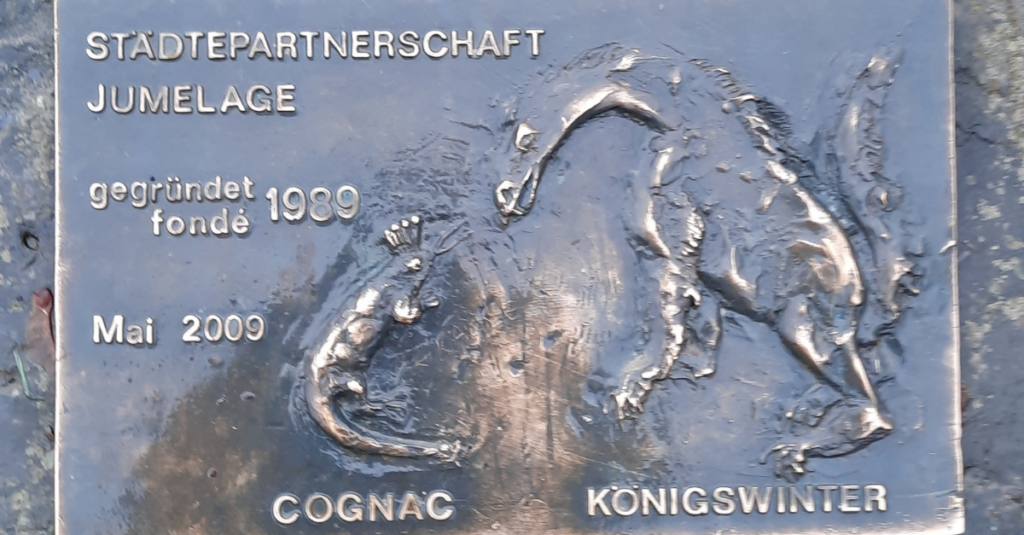 STÄDTEPARTNERSCHAFT
JUMELAGE
gegründet
fondé 1989
Mai 2009
COGNAC KÖNIGSWINTER